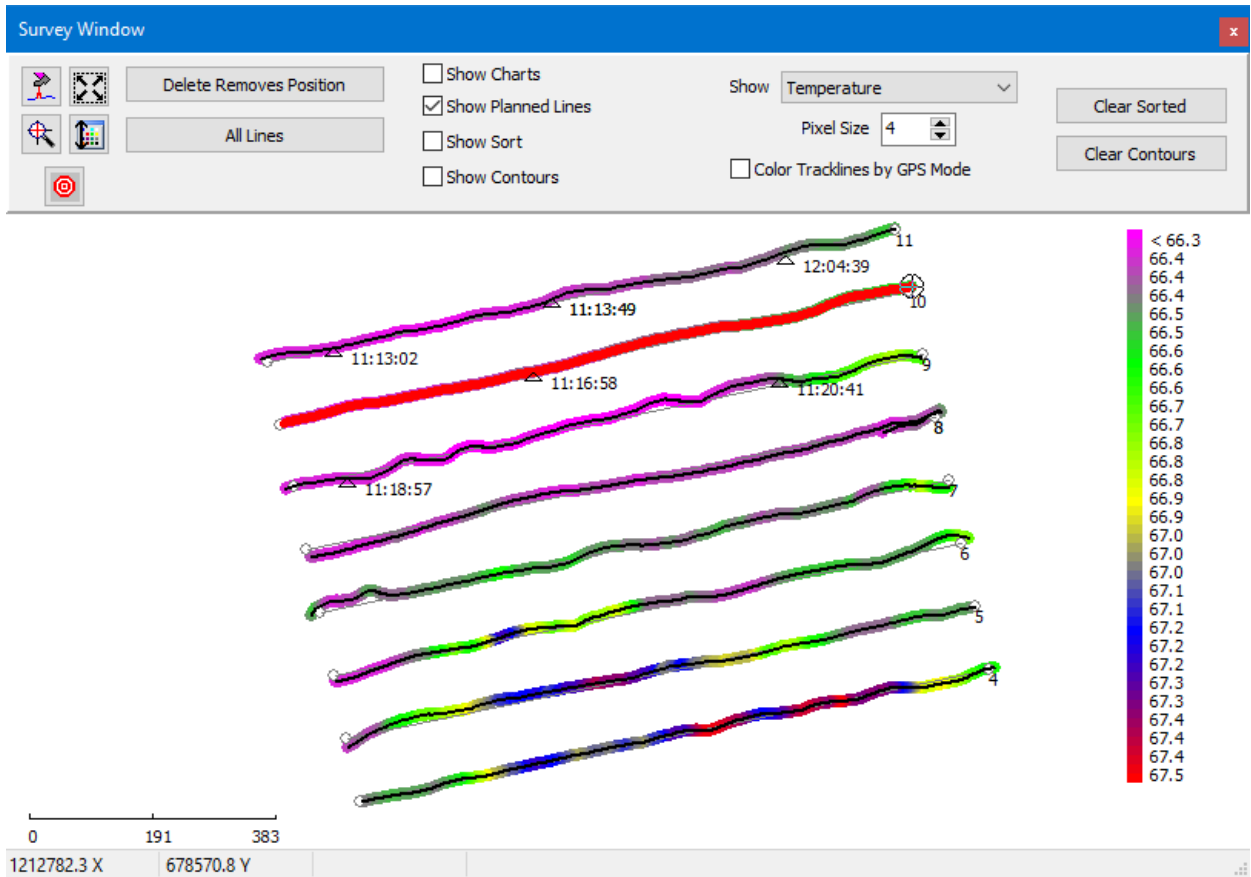 Survey Window
x
Delete Removes Position
All Lines
Show Charts
Show Planned Lines
Show Sort
Show Contours
Show Temperature
Pixel Size 4
Color Tracklines by GPS Mode
Clear Sorted
Clear Contours
11
12:04:39
11:13:49
11:13:02
10
11:16:58
9
11:20:41
11:18:57
8
7
6
5
4
< 66.3
66.4
66.4
66.4
66.5
66.5
66.6
66.6
66.7
66.7
66.8
66.8
66.8
66.9
66.9
67.0
67.0
67.0
67.1
67.1
67.2
67.2
67.2
67.3
67.4
67.4
67.4
67.5
0 191 383
1212782.3 X 678570.8 Y